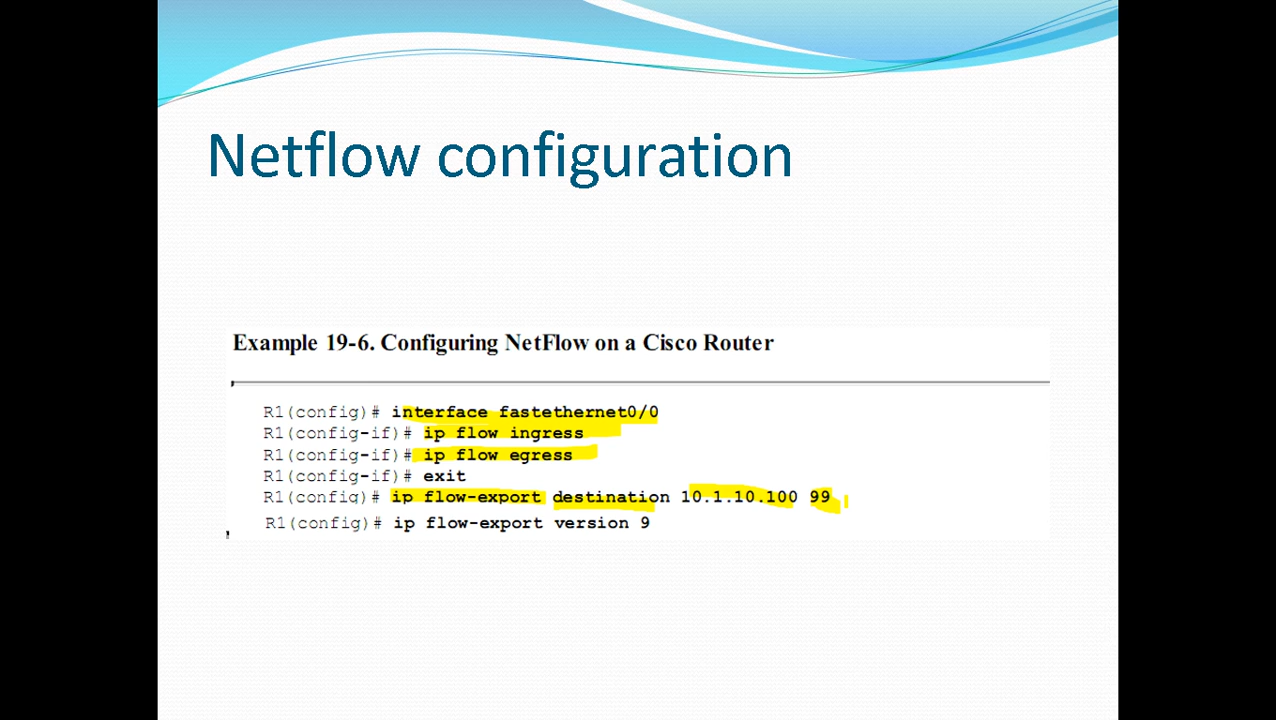 Netflow configuration
Example 19-6. Configuring NetFlow on a Cisco Router
R1(config)# interface fastethernet0/0
R1(config-if)# ip flow ingress
R1(config-if)# ip flow egress
R1(config-if)# exit
R1(config)# ip flow-export destination 10.1.10.100 99
R1(config)# ip flow-export version 9